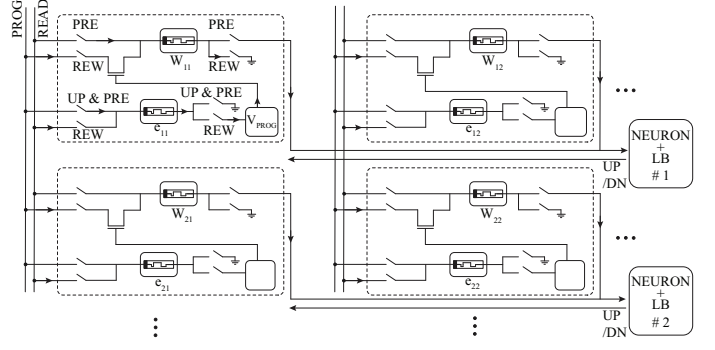 PROG
READ
PRE
PRE
REW
W11
REW
UP & PRE
UP & PRE
REW
e11
REW
VPROG
W12
e12
...
NEURON
+
LB
# 1
UP
/DN
W21
e21
W22
e22
...
NEURON
+
LB
# 2
UP
/DN
...
...